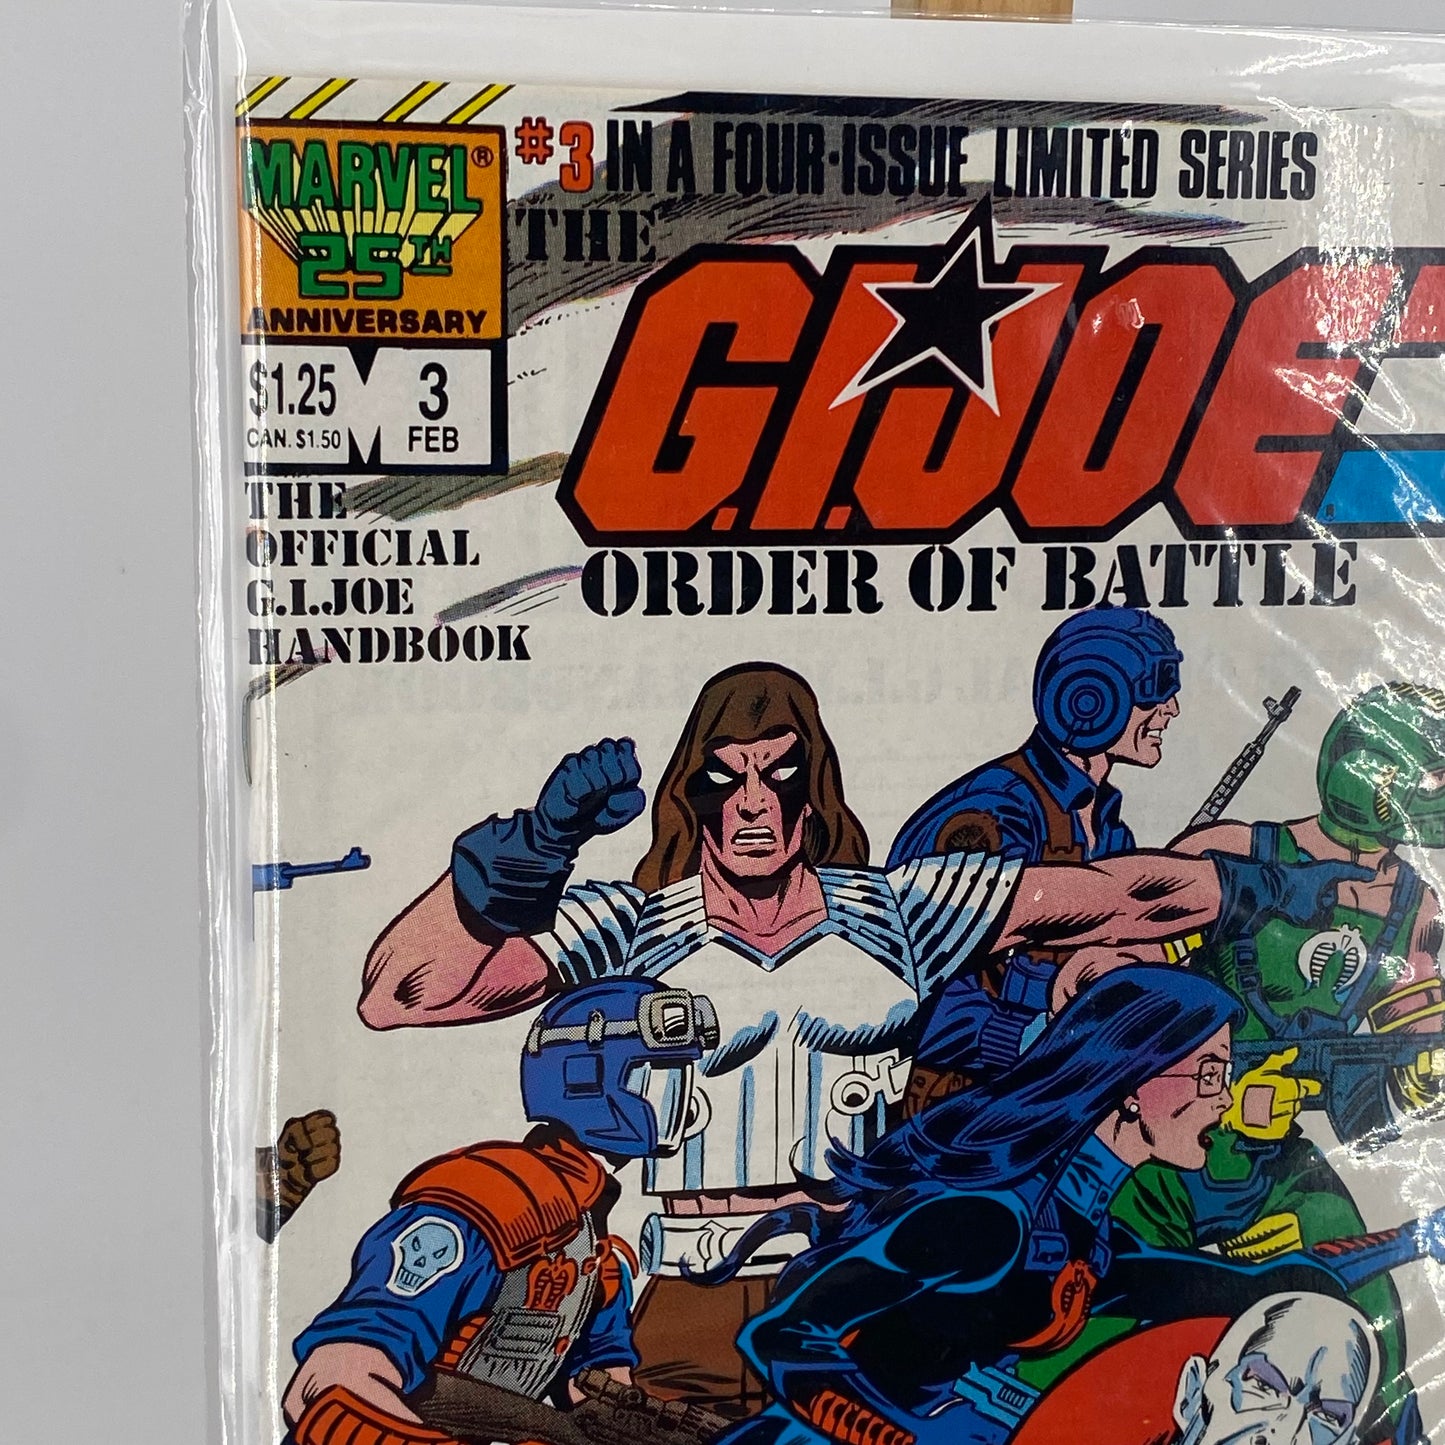 MARVEL®
25TH
ANNIVERSARY
$1.25
CAN. $1.50
3
FEB
#3 IN A FOUR-ISSUE LIMITED SERIES
THE
G.I.JOE
ORDER OF BATTLE
THE
OFFICIAL
G.I.JOE
HANDBOOK